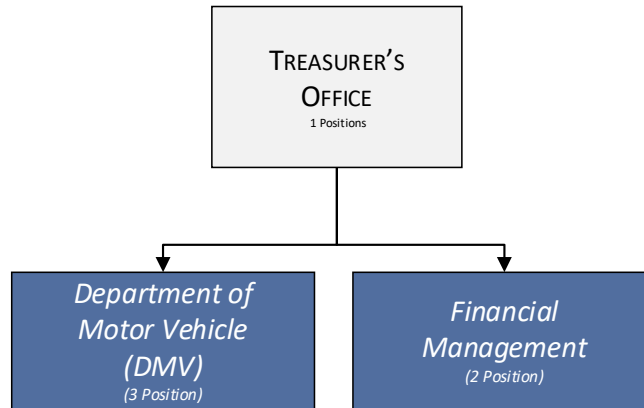 TREASURER'S
OFFICE
1 Positions
Department of
Motor Vehicle
(DMV)
(3 Position)
Financial
Management
(2 Position)